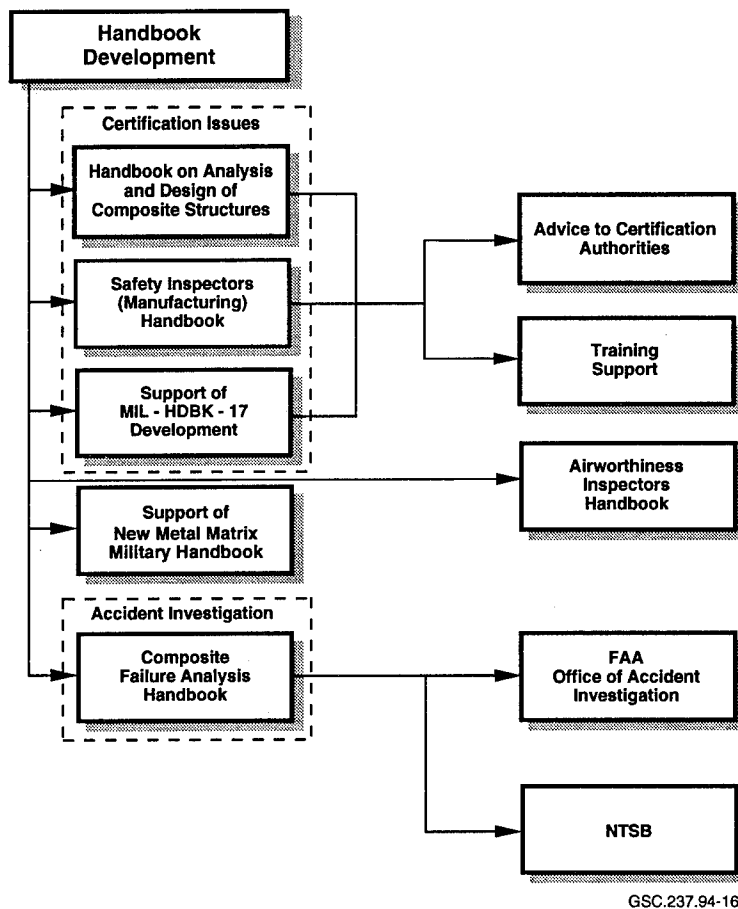 Handbook
Development
Certification Issues
Handbook on Analysis
and Design of
Composite Structures
Safety Inspectors
(Manufacturing)
Handbook
Support of
MIL - HDBK - 17
Development
Advice to Certification
Authorities
Training
Support
Airworthiness
Inspectors
Handbook
Support of
New Metal Matrix
Military Handbook
Accident Investigation
Composite
Failure Analysis
Handbook
FAA
Office of Accident
Investigation
NTSB
GSC.237.94-16